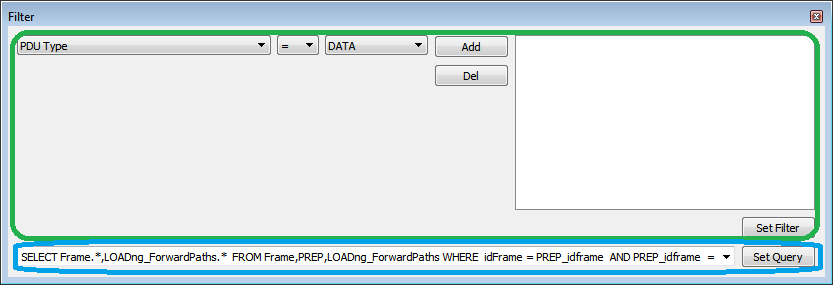 Filter
PDU Type = DATA Add
Del
Set Filter
SELECT Frame.*,LOADng_ForwardPaths.* FROM Frame,PREP,LOADng_ForwardPaths WHERE idFrame = PREP_idframe AND PREP_idframe = Set Query